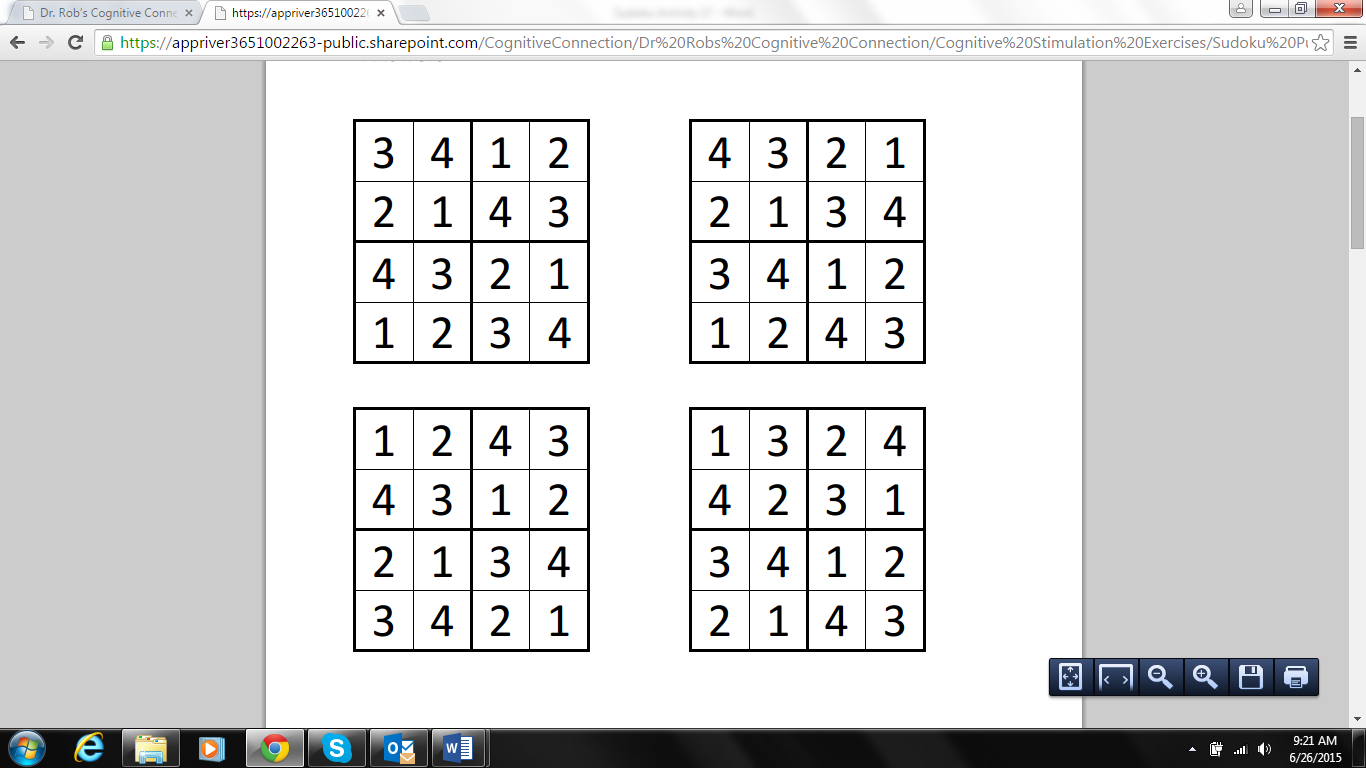 Dr. Rob's Cognitive Conne
https://appriver36510022
https://appriver3651002263-public.sharepoint.com/CognitiveConnection/Dr%20Robs%20Cognitive%20Connection/Cognitive%20Stimulation%20Exercises/Sudoku%20Pu
3 4 1 2
2 1 4 3
4 3 2 1
1 2 3 4
4 3 2 1
2 1 3 4
3 4 1 2
1 2 4 3
1 2 4 3
4 3 1 2
2 1 3 4
3 4 2 1
1 3 2 4
4 2 3 1
3 4 1 2
2 1 4 3
9:21 AM
6/26/2015